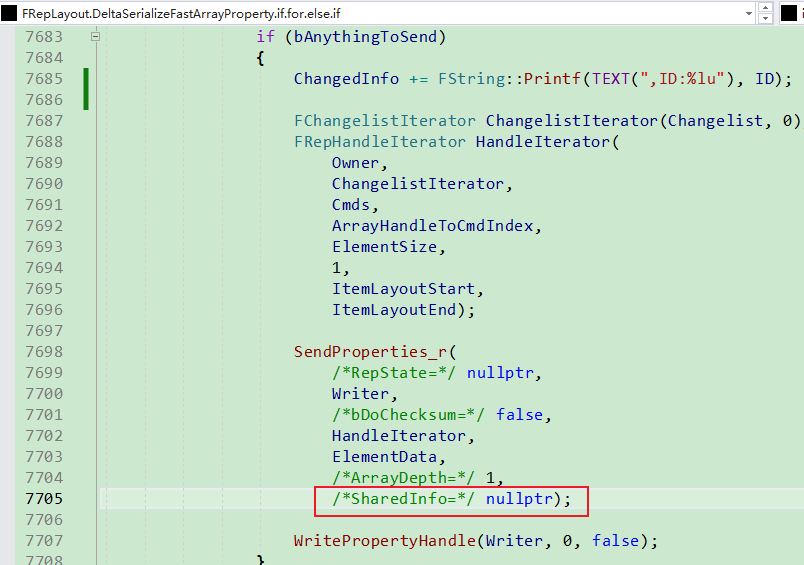 FRepLayout.DeltaSerializeFastArrayProperty.if.for.else.if
7683 if (bAnythingToSend)
7684 {
7685 ChangedInfo += FString::Printf(TEXT(",ID:%lu"), ID);
7686
7687 FChangelistIterator ChangelistIterator(Changelist, 0)
7688 FRepHandleIterator HandleIterator(
7689 Owner,
7690 ChangelistIterator,
7691 Cmds,
7692 ArrayHandleToCmdIndex,
7693 ElementSize,
7694 1,
7695 ItemLayoutStart,
7696 ItemLayoutEnd);
7697
7698 SendProperties_r(
7699 /*RepState=*/ nullptr,
7700 Writer,
7701 /*bDoChecksum=*/ false,
7702 HandleIterator,
7703 ElementData,
7704 /*ArrayDepth=*/ 1,
7705 /*SharedInfo=*/ nullptr);
7706
7707 WritePropertyHandle(Writer, 0, false);
7708 }